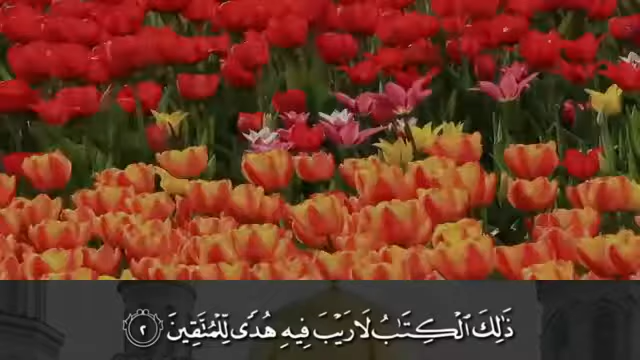 ذَٰلِكَ ٱلْكِتَـٰبُ لَا رَيْبَ فِيهِ هُدًى لِّلْمُتَّقِينَ ٢